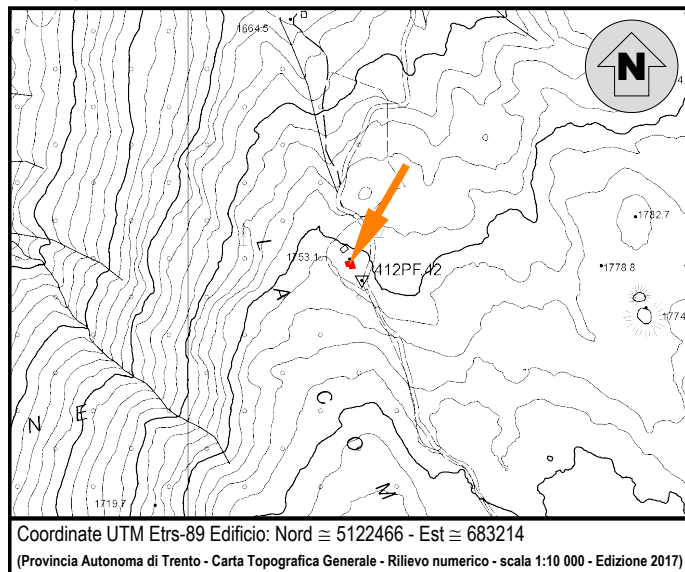 1664.5
N
1782.7
1753.1
412PF.42
1778.8
L
A
1774
C
N E
O
M
1719.7
Coordinate UTM Etrs-89 Edificio: Nord ≅ 5122466 - Est ≅ 683214
(Provincia Autonoma di Trento - Carta Topografica Generale - Rilievo numerico - scala 1:10 000 - Edizione 2017)